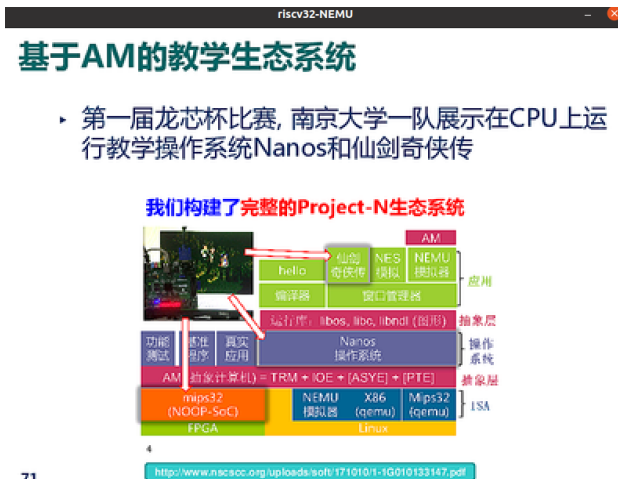 riscv32-NEMU
基于AM的教学生态系统
第一届龙芯杯比赛, 南京大学一队展示在CPU上运
行教学操作系统Nanos和仙剑奇侠传
我们构建了完整的Project-N生态系统
AM
hello
仙剑
奇侠传
NES
模拟
NEMU
模拟器
应用
编译器
窗口管理器
运行库: libos, libc, libndl (图形)
抽象层
功能
测试
基准
程序
真实
应用
Nanos
操作系统
操作
系统
AM(抽象计算机) = TRM + IOE + [ASYE] + [PTE]
抽象层
mips32
(NOOP-SoC)
NEMU
模拟器
X86
(qemu)
Mips32
(qemu)
ISA
FPGA
Linux
4
71
http://www.nscscc.org/uploads/soft/171010/1-1G010133147.pdf